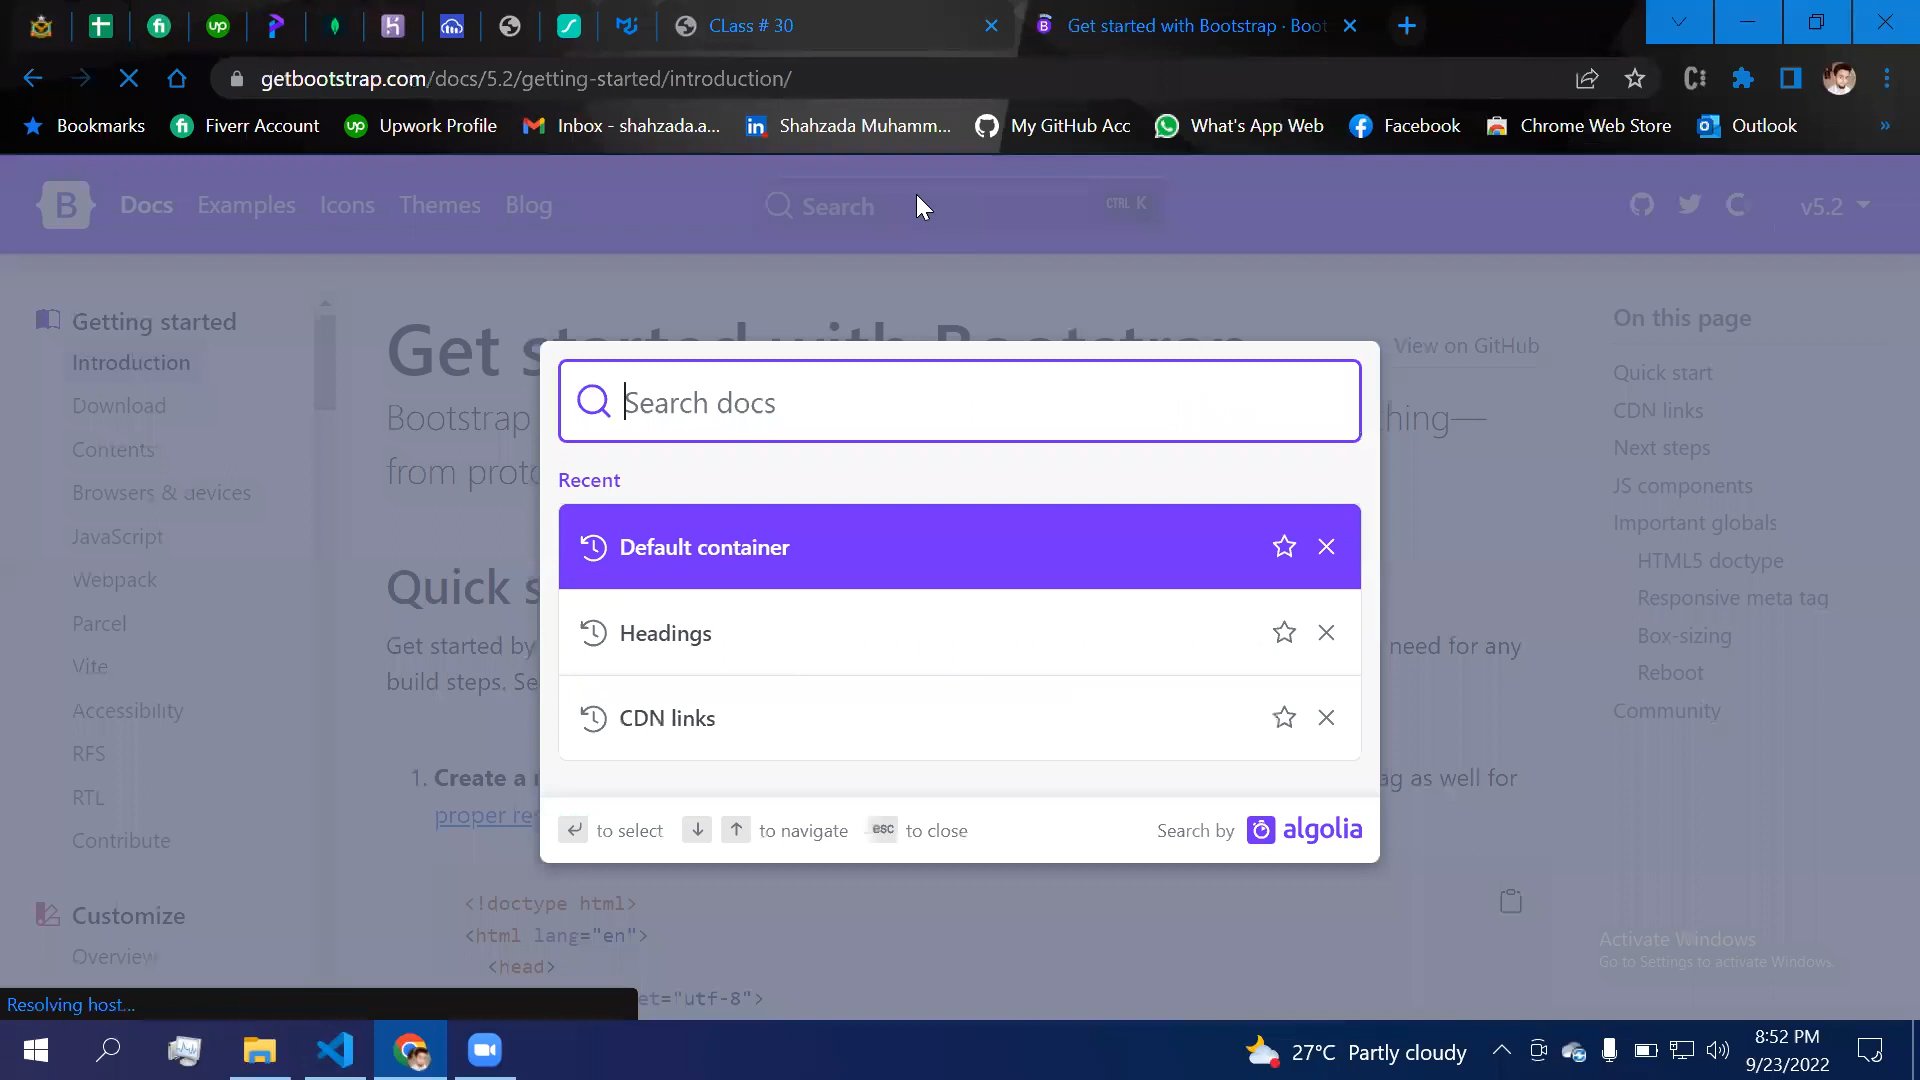 CLass # 30
Get started with Bootstrap · Boot
getbootstrap.com/docs/5.2/getting-started/introduction/
Bookmarks
Fiverr Account
Upwork Profile
Inbox - shahzada.a...
Shahzada Muhamm...
My GitHub Acc
What's App Web
Facebook
Chrome Web Store
Outlook
»
B
Docs
Examples
Icons
Themes
Blog
Search
CTRL K
v5.2
Getting started
Introduction
Download
Contents
Browsers & devices
JavaScript
Webpack
Parcel
Vite
Accessibility
RFS
RTL
Contribute
Customize
Overview
Get started with Bootstrap
View on GitHub
Bootstrap
thing—
from proto
Quick s
Get started by
need for any
build steps. Se
1. Create a
ag as well for
proper re
<!doctype html>
<html lang="en">
<head>
et="utf-8">
Search docs
Recent
Default container
Headings
CDN links
to select
to navigate
esc to close
Search by algolia
On this page
Quick start
CDN links
Next steps
JS components
Important globals
HTML5 doctype
Responsive meta tag
Box-sizing
Reboot
Community
Activate Windows
Go to Settings to activate Windows.
Resolving host...
27°C Partly cloudy
8:52 PM
9/23/2022